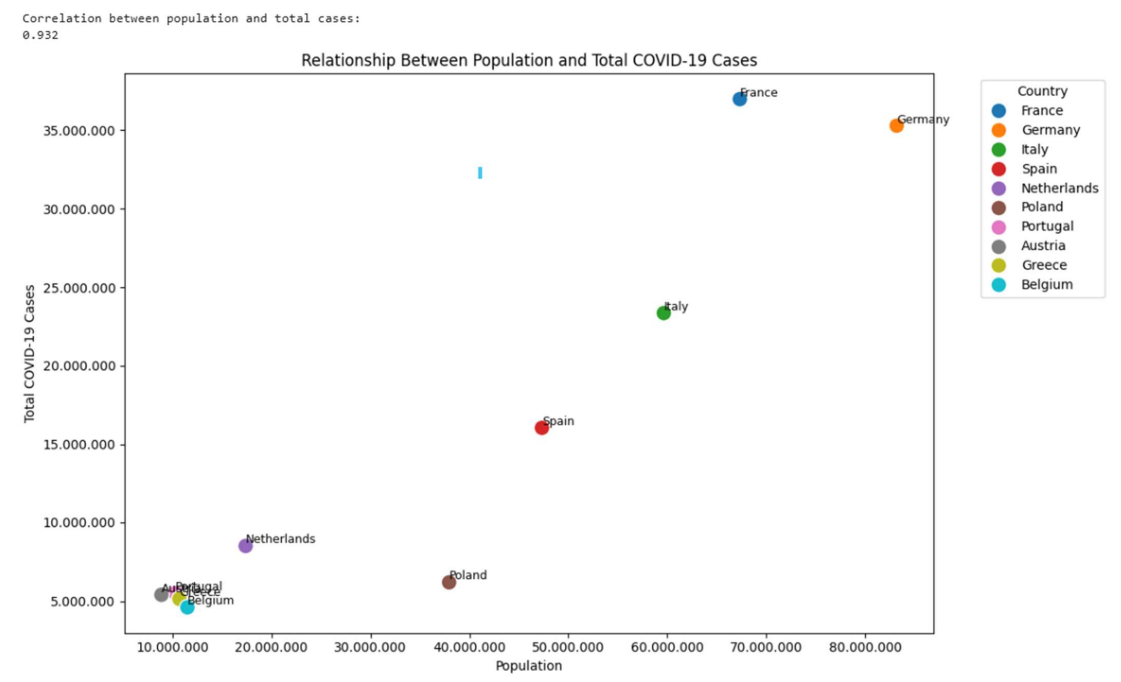 Correlation between population and total cases:
0.932
Relationship Between Population and Total COVID-19 Cases
France
Germany
Italy
Spain
Netherlands
Poland
Portugal
Austria
Greece
Belgium
35.000.000
30.000.000
25.000.000
20.000.000
15.000.000
10.000.000
5.000.000
Total COVID-19 Cases
10.000.000 20.000.000 30.000.000 40.000.000 50.000.000 60.000.000 70.000.000 80.000.000
Population
Country
France
Germany
Italy
Spain
Netherlands
Poland
Portugal
Austria
Greece
Belgium